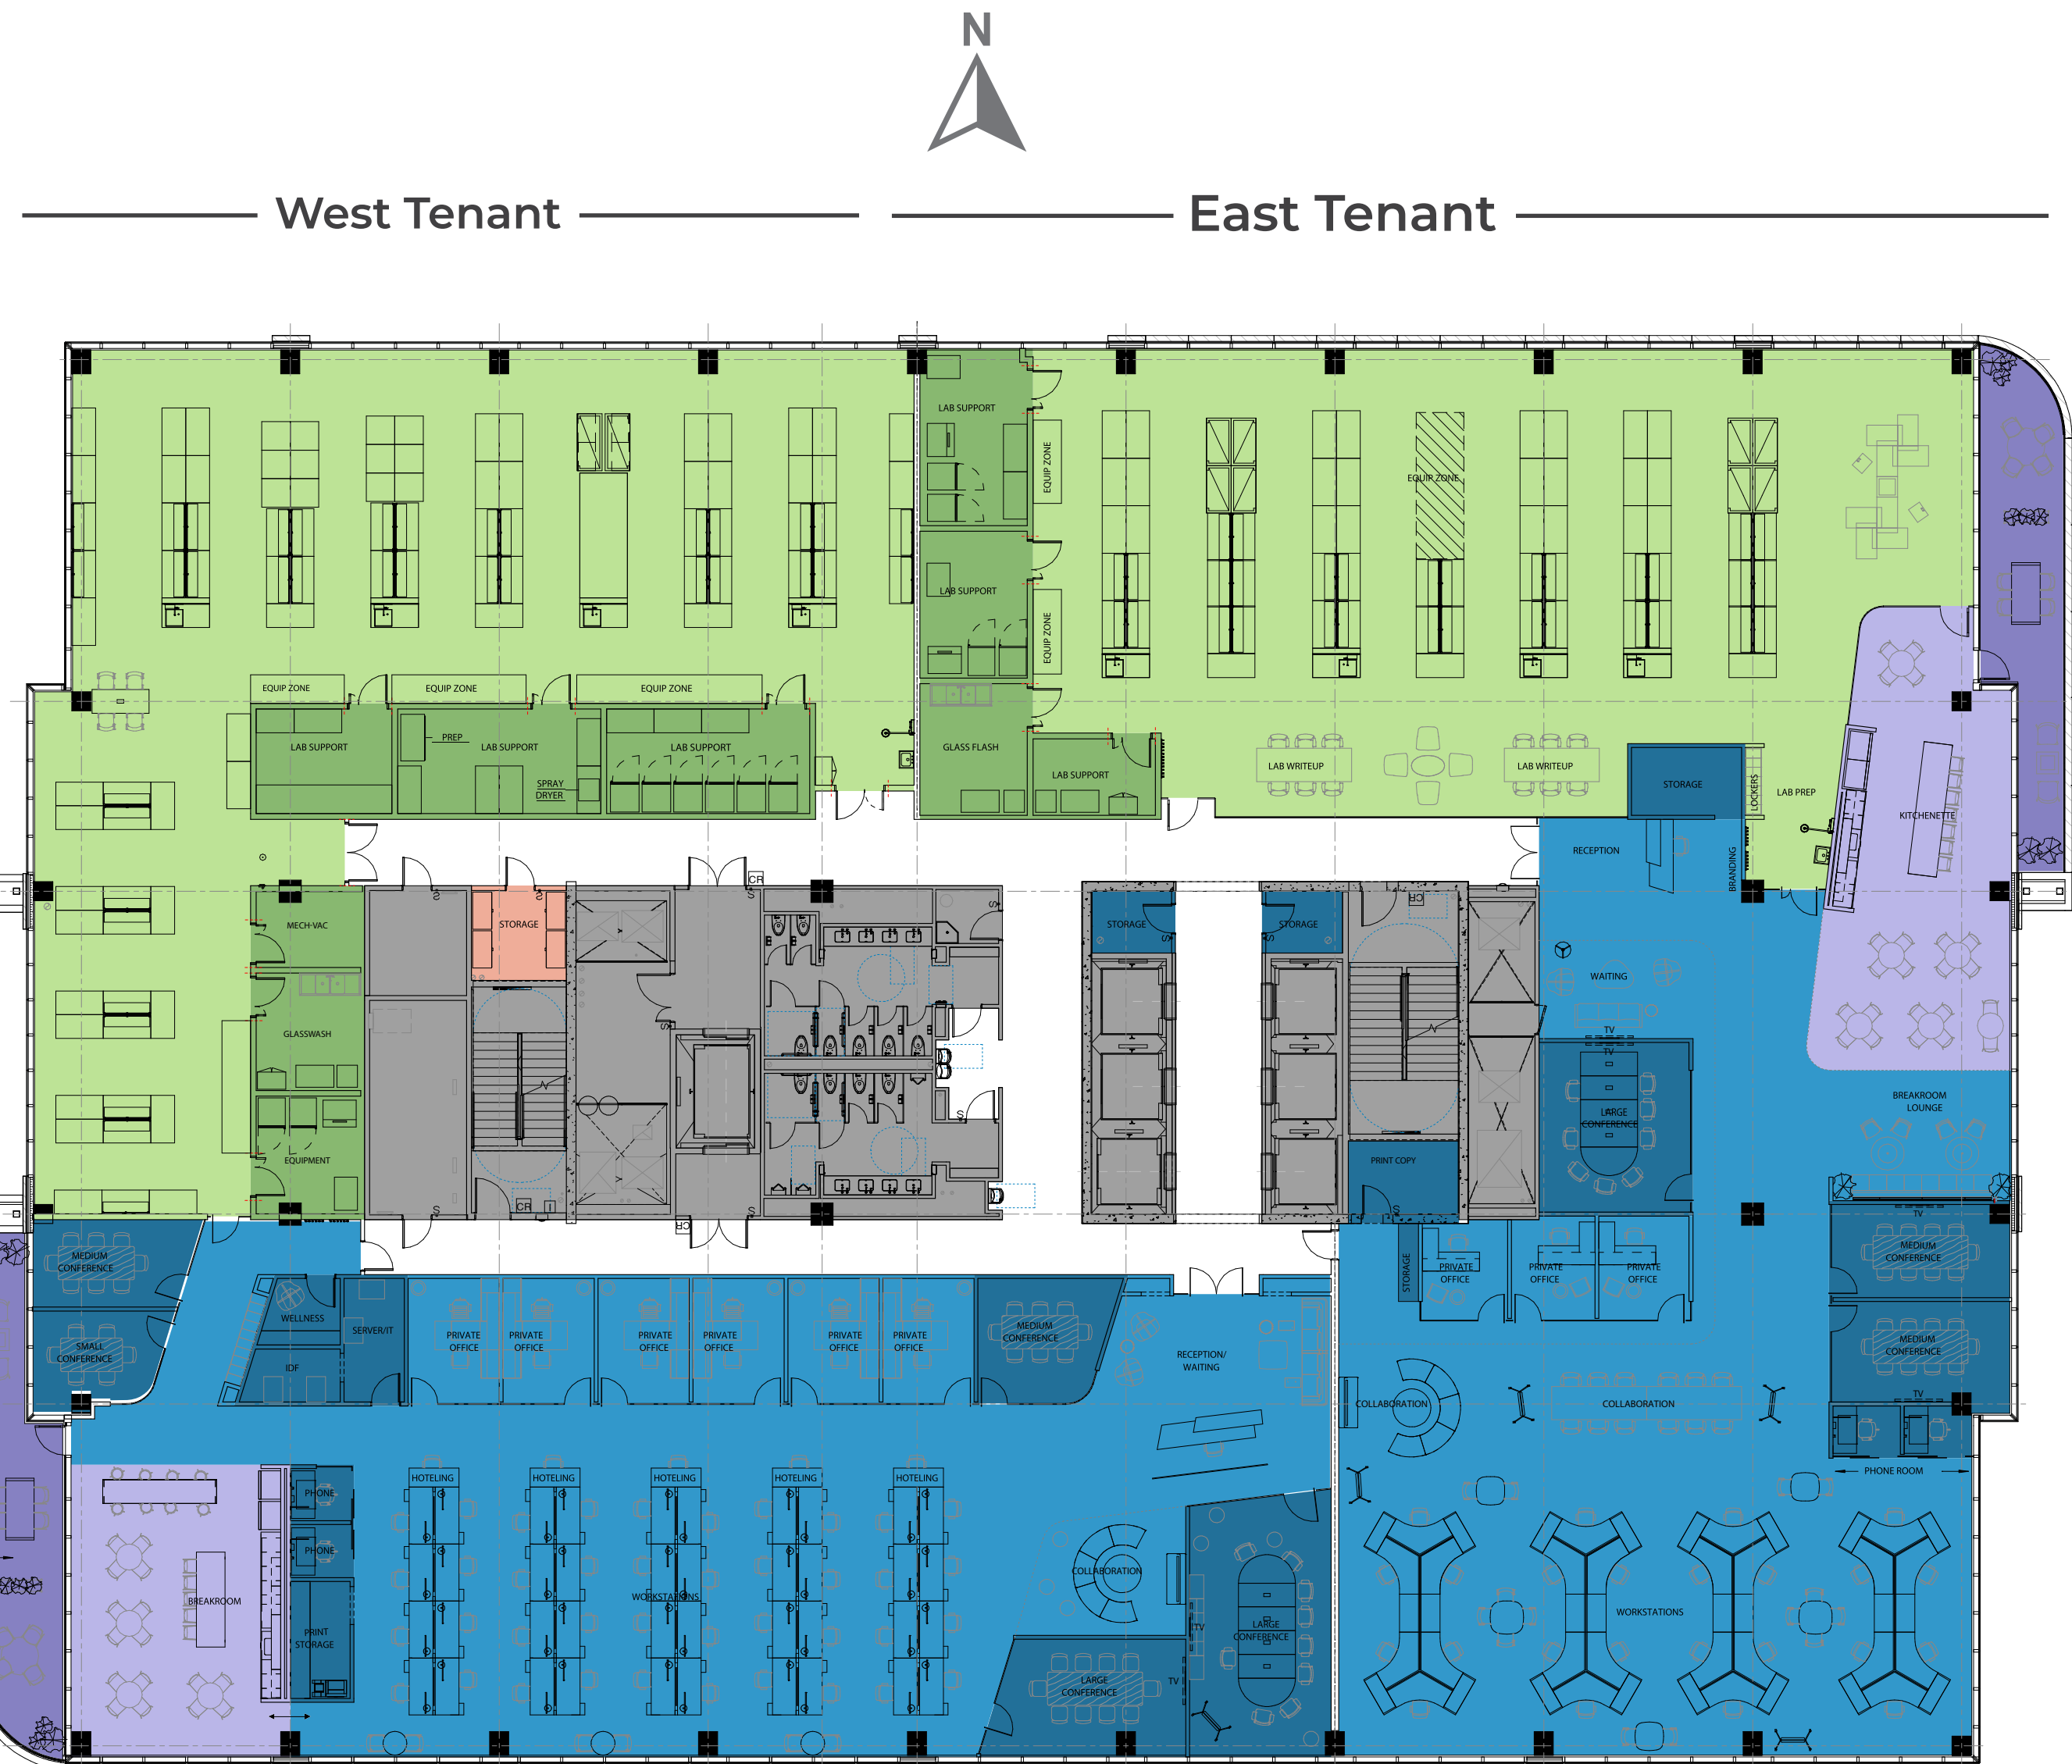 N
West Tenant
East Tenant
LAB SUPPORT
EQUIP ZONE
EQUIP ZONE
LAB SUPPORT
EQUIP ZONE
EQUIP ZONE
EQUIP ZONE
EQUIP ZONE
LAB SUPPORT
PREP
LAB SUPPORT
SPRAY
DRYER
LAB SUPPORT
GLASS FLASH
LAB SUPPORT
LAB WRITEUP
LAB WRITEUP
STORAGE
LOCKERS
LAB PREP
KITCHENETTE
RECEPTION
BRANDING
CR
S
S
S
S
CR
MECH-VAC
STORAGE
STORAGE
S
STORAGE
S
WAITING
GLASSWASH
S
TV
TV
LARGE
CONFERENCE
BREAKROOM
LOUNGE
EQUIPMENT
S
PRINT COPY
S
CR
I
S
S
CR
TV
MEDIUM
CONFERENCE
MEDIUM
CONFERENCE
STORAGE
PRIVATE
OFFICE
PRIVATE
OFFICE
PRIVATE
OFFICE
WELLNESS
SERVER/IT
IDF
SMALL
CONFERENCE
PRIVATE
OFFICE
PRIVATE
OFFICE
PRIVATE
OFFICE
PRIVATE
OFFICE
PRIVATE
OFFICE
PRIVATE
OFFICE
MEDIUM
CONFERENCE
RECEPTION/
WAITING
MEDIUM
CONFERENCE
TV
COLLABORATION
COLLABORATION
PHONE ROOM
HOTELING
HOTELING
HOTELING
HOTELING
HOTELING
PHONE
PHONE
BREAKROOM
PRINT
STORAGE
WORKSTATIONS
COLLABORATION
TV
LARGE
CONFERENCE
WORKSTATIONS
LARGE
CONFERENCE
TV